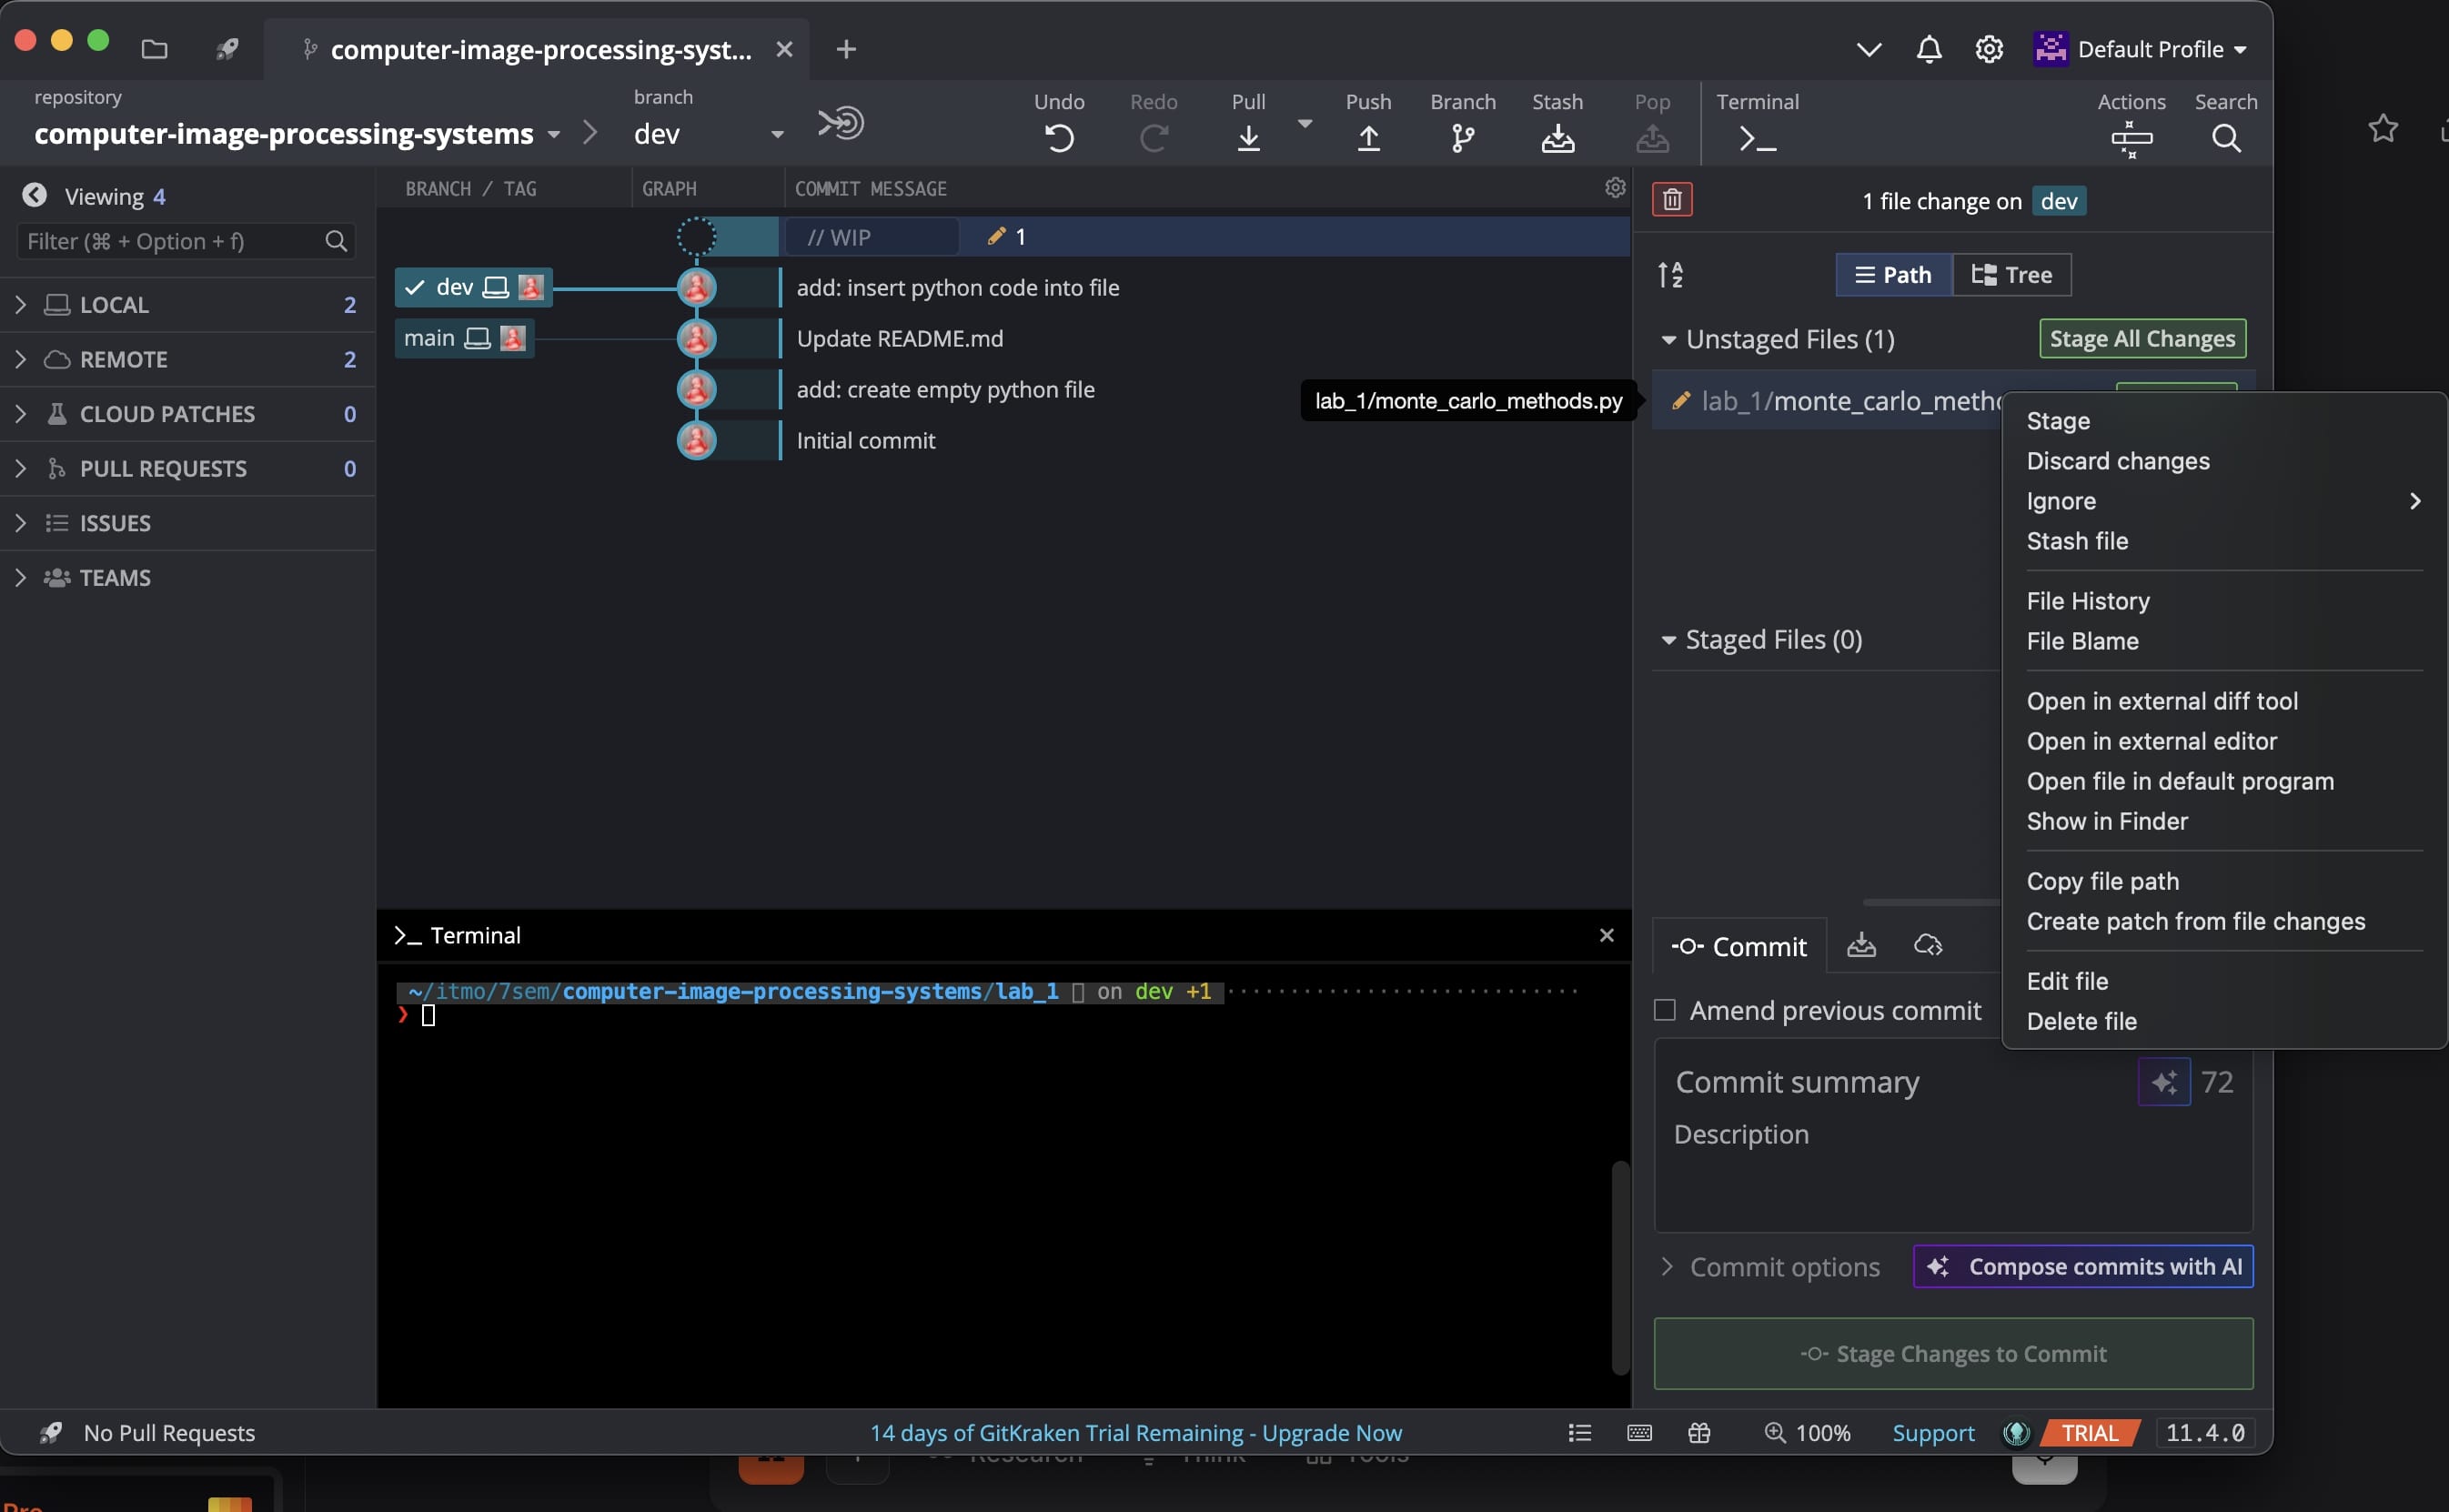 computer-image-processing-syst...
Default Profile
repository
computer-image-processing-systems
branch
dev
Undo
Redo
Pull
Push
Branch
Stash
Pop
Terminal
Actions
Search
Viewing 4
Filter (⌘ + Option + f)
LOCAL 2
REMOTE 2
CLOUD PATCHES 0
PULL REQUESTS 0
ISSUES
TEAMS
BRANCH / TAG
GRAPH
COMMIT MESSAGE
// WIP
1
dev
add: insert python code into file
main
Update README.md
add: create empty python file
Initial commit
lab_1/monte_carlo_methods.py
1 file change on dev
Path
Tree
Unstaged Files (1)
Stage All Changes
lab_1/monte_carlo_metho
Staged Files (0)
Stage
Discard changes
Ignore
Stash file
File History
File Blame
Open in external diff tool
Open in external editor
Open file in default program
Show in Finder
Copy file path
Create patch from file changes
Edit file
Delete file
>_ Terminal
~/itmo/7sem/computer-image-processing-systems/lab_1 on dev +1
❯
Commit
Amend previous commit
Commit summary
72
Description
Commit options
Compose commits with AI
Stage Changes to Commit
No Pull Requests
14 days of GitKraken Trial Remaining - Upgrade Now
100%
Support
TRIAL
11.4.0
Research
Think
Tools
Pro